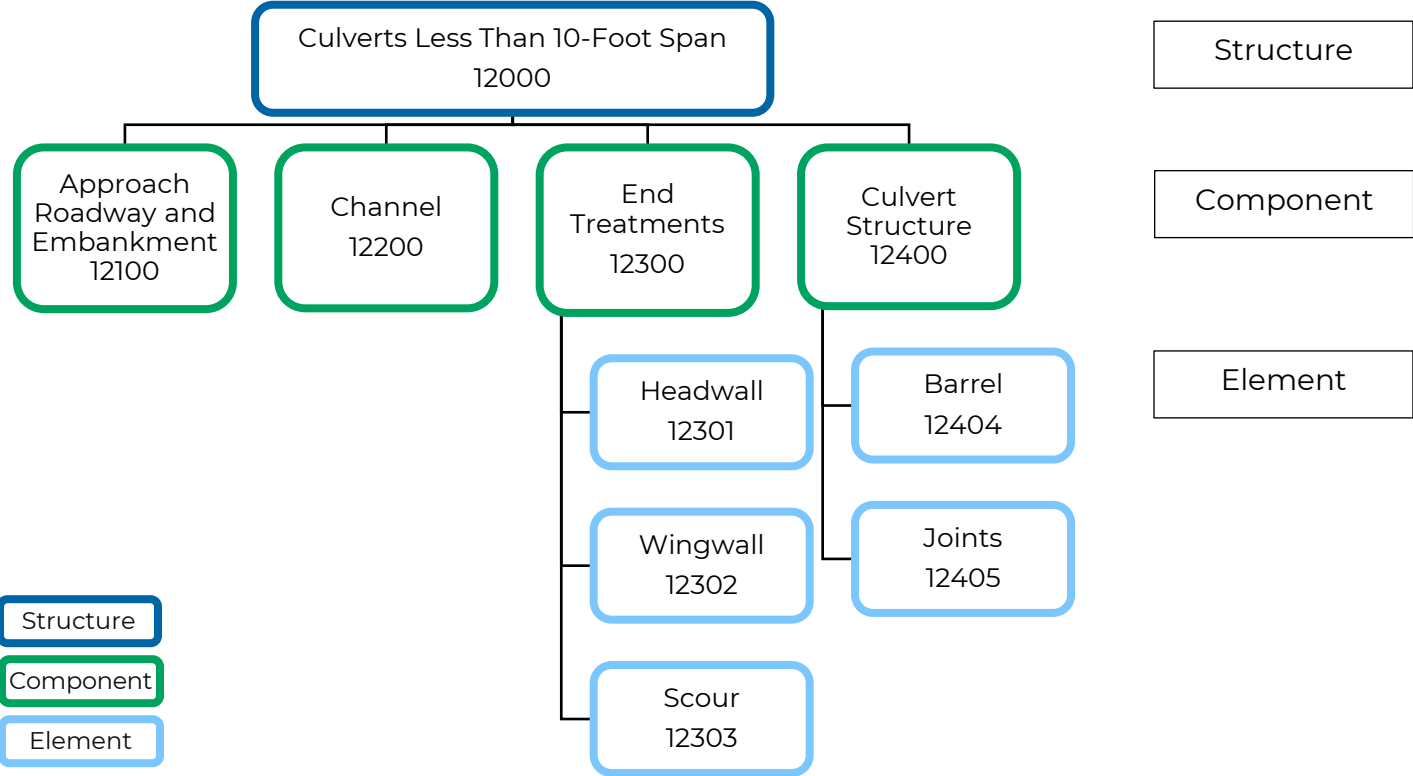 Culverts Less Than 10-Foot Span
12000
Structure
Approach
Roadway and
Embankment
12100
Channel
12200
End
Treatments
12300
Culvert
Structure
12400
Component
Headwall
12301
Barrel
12404
Element
Wingwall
12302
Joints
12405
Scour
12303
Structure
Component
Element